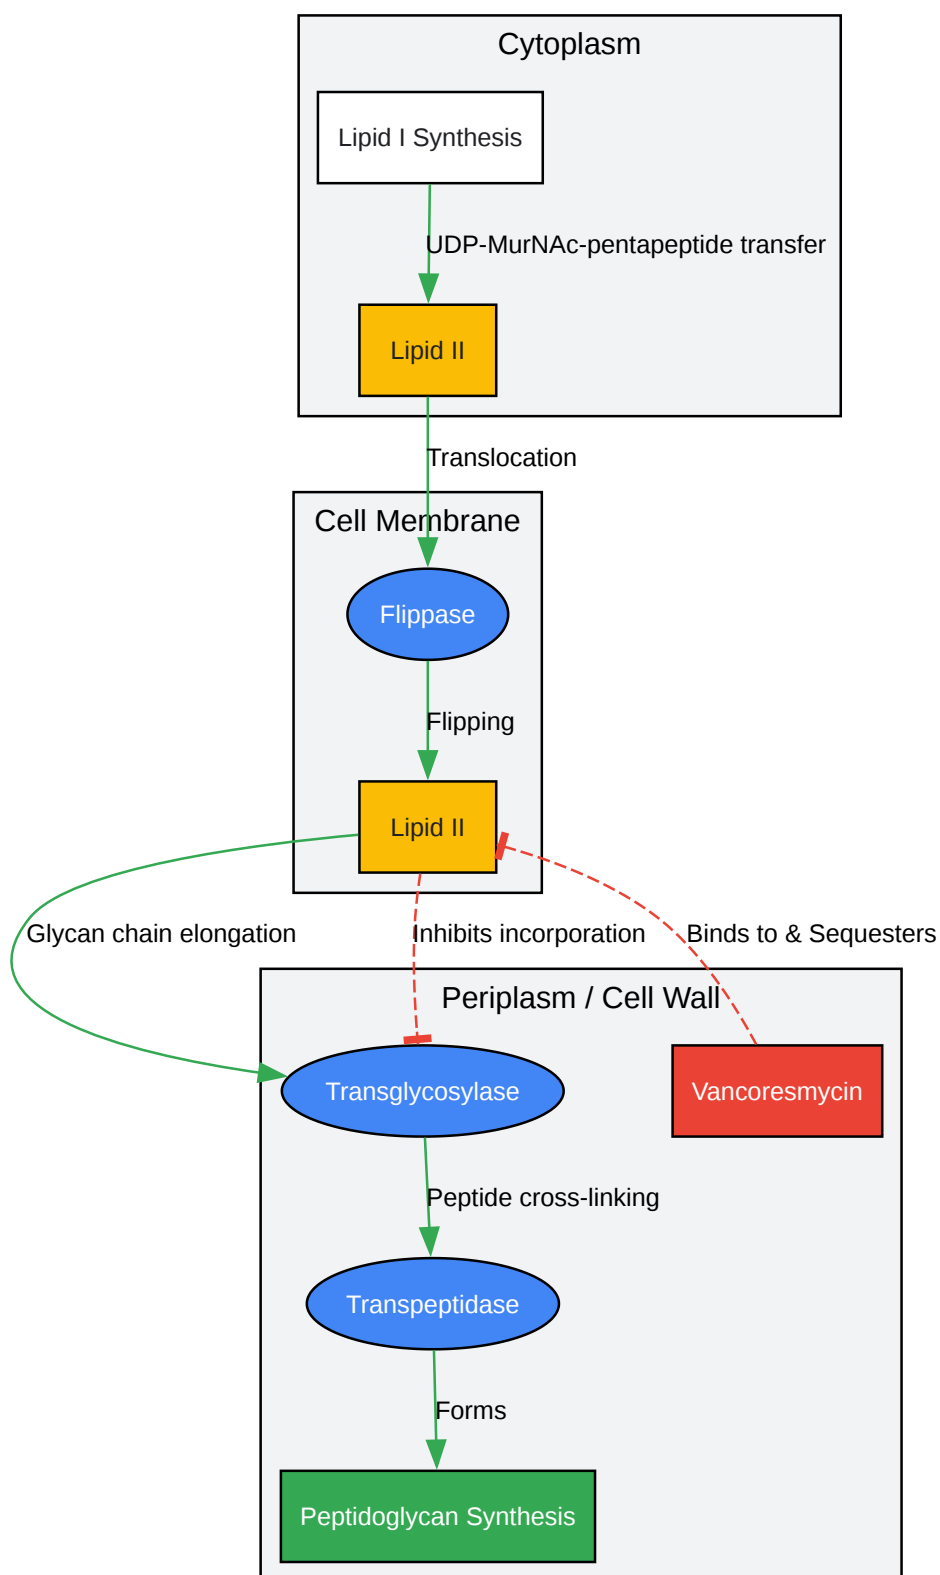 Cytoplasm
Lipid I Synthesis
UDP-MurNAc-pentapeptide transfer
Lipid II
Translocation
Cell Membrane
Flippase
Flipping
Lipid II
Glycan chain elongation
Inhibits incorporation
Binds to & Sequesters
Periplasm / Cell Wall
Transglycosylase
Vancoresmycin
Peptide cross-linking
Transpeptidase
Forms
Peptidoglycan Synthesis